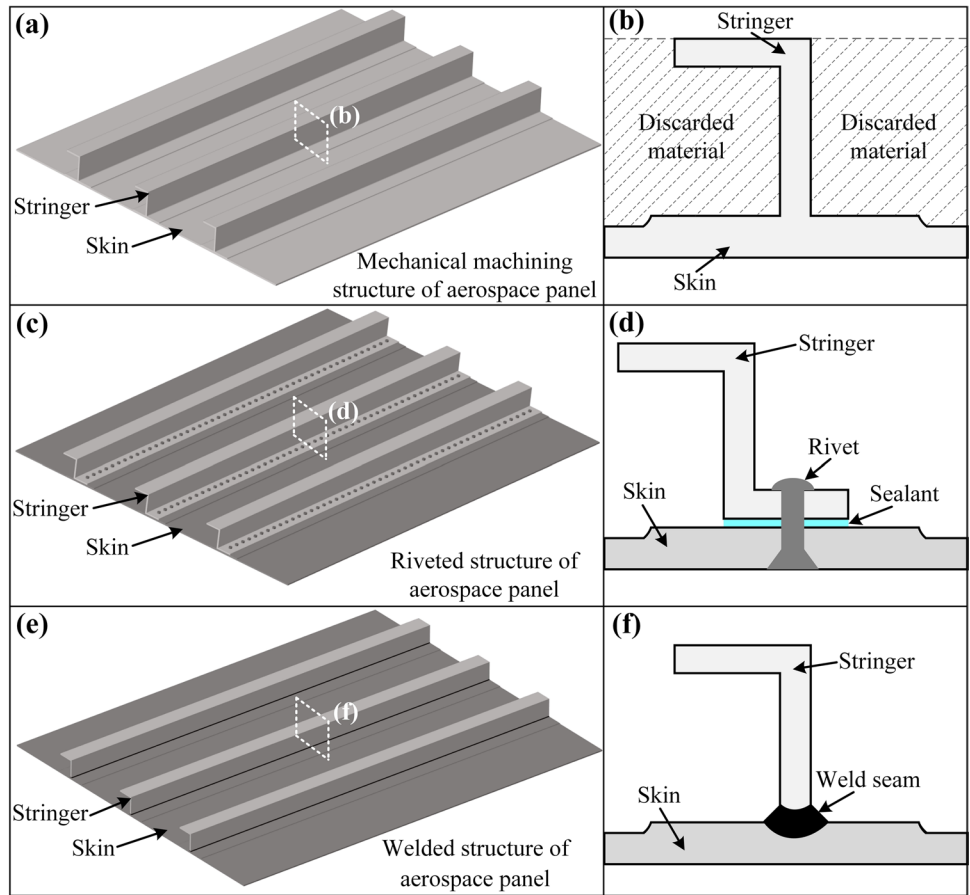 (a)
(b)
Stringer
Skin
Mechanical machining
structure of aerospace panel
(b)
Stringer
Discarded
material
Discarded
material
Skin
(c)
(d)
Stringer
Skin
Riveted structure of
aerospace panel
(d)
Stringer
Rivet
Skin
Sealant
(e)
(f)
Stringer
Skin
Welded structure of
aerospace panel
(f)
Stringer
Weld seam
Skin